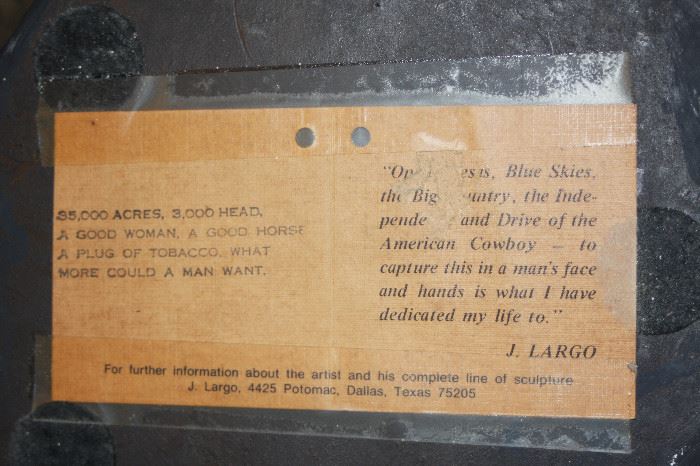 35,000 ACRES, 3,000 HEAD,
A GOOD WOMAN, A GOOD HORSE
A PLUG OF TOBACCO. WHAT
MORE COULD A MAN WANT.
Blue Skies,
the Big the Inde-
pende and Drive of the
American Cowboy — to
capture this in a man's face
and hands is what I have
dedicated my life to."
J. LARGO
For further information about the artist and his complete line of sculpture
J. Largo, 4425 Potomac, Dallas, Texas 75205